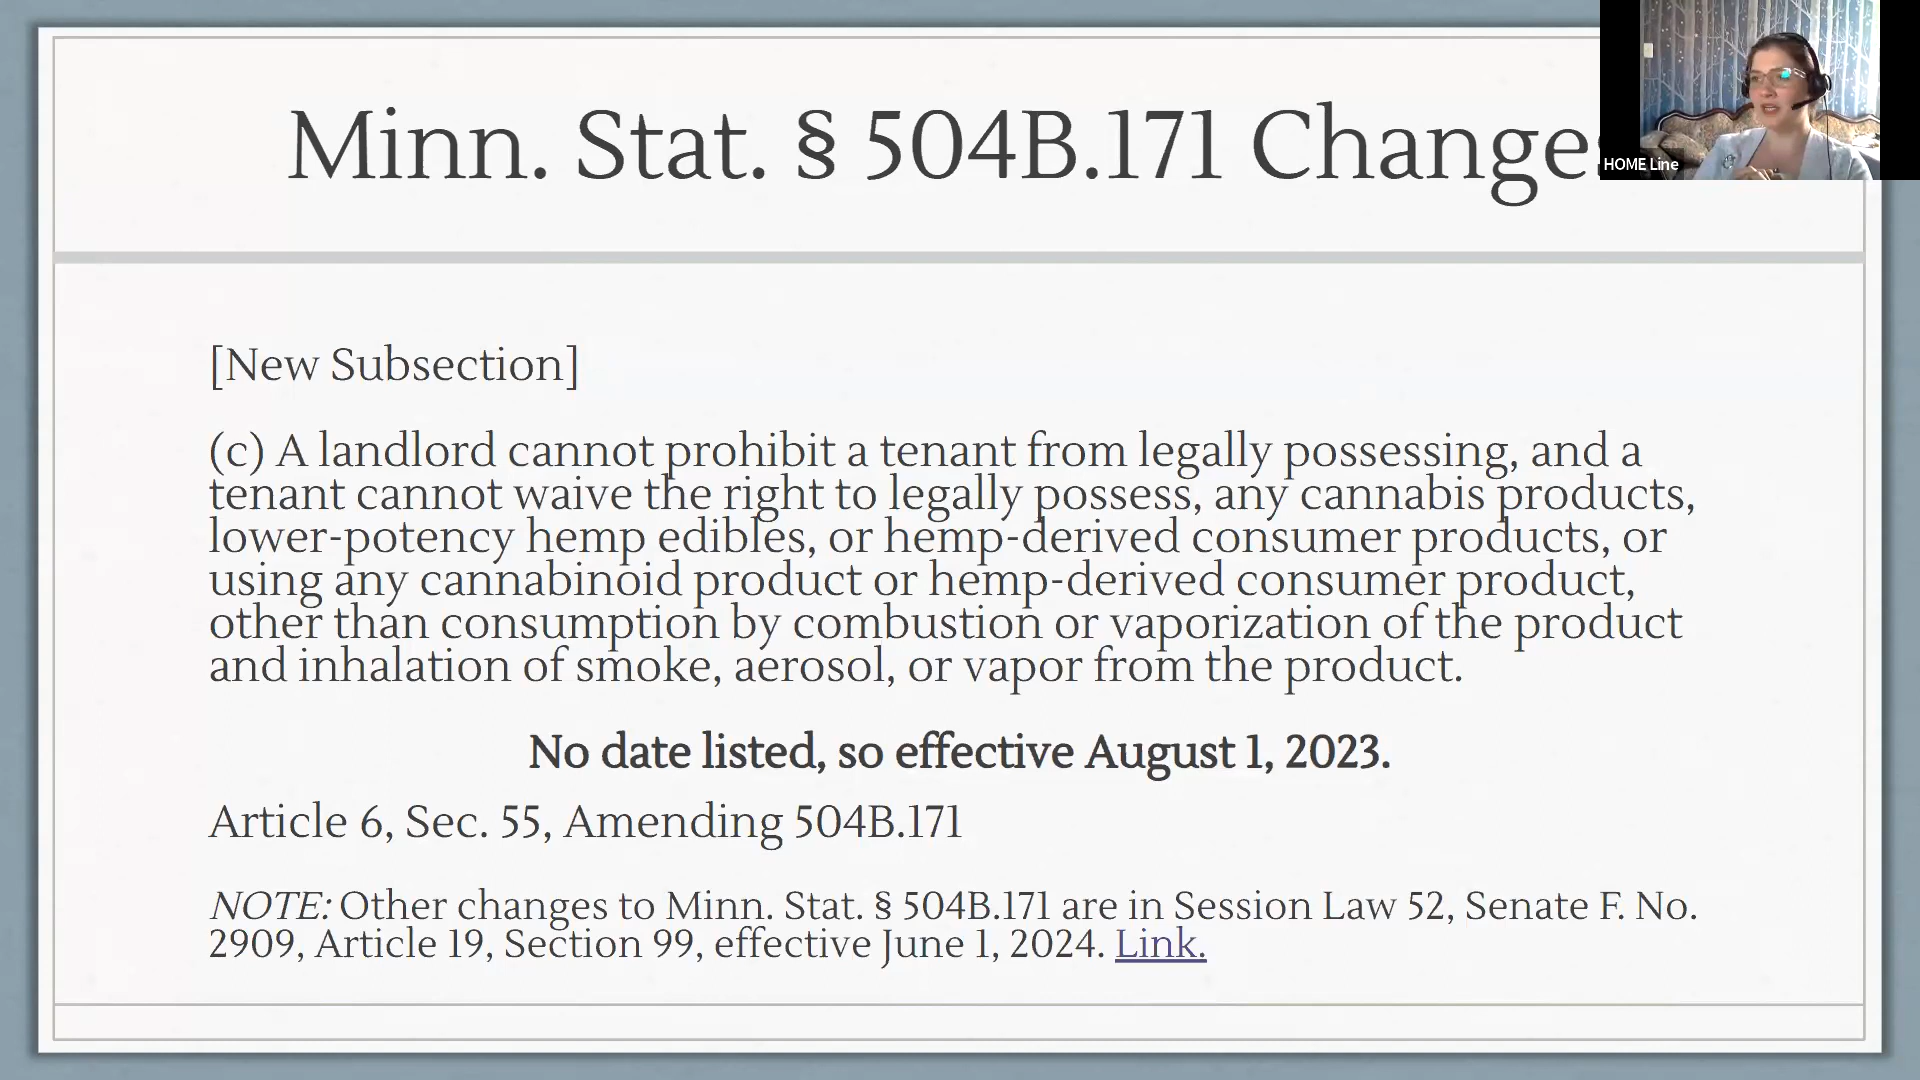 Minn. Stat. § 504B.171 Change
HOME Line
[New Subsection]
(c) A landlord cannot prohibit a tenant from legally possessing, and a
tenant cannot waive the right to legally possess, any cannabis products,
lower-potency hemp edibles, or hemp-derived consumer products, or
using any cannabinoid product or hemp-derived consumer product,
other than consumption by combustion or vaporization of the product
and inhalation of smoke, aerosol, or vapor from the product.
No date listed, so effective August 1, 2023.
Article 6, Sec. 55, Amending 504B.171
NOTE: Other changes to Minn. Stat. § 504B.171 are in Session Law 52, Senate F. No.
2909, Article 19, Section 99, effective June 1, 2024. Link.